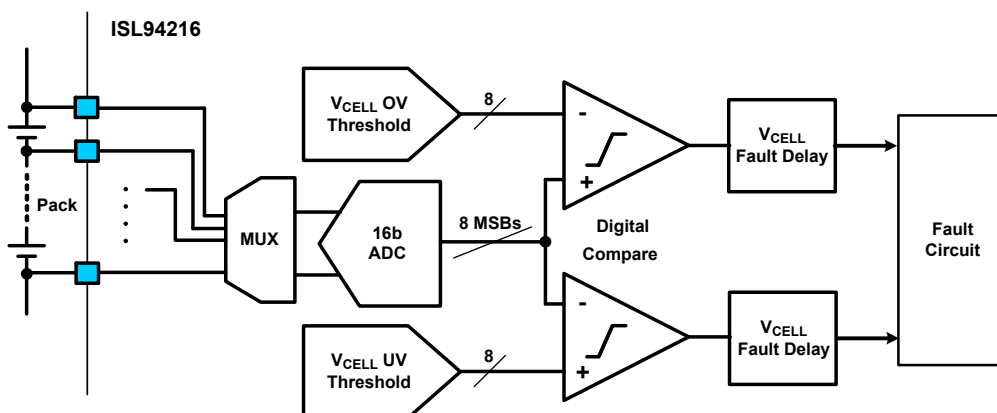 ISL94216
VCELL OV
Threshold
8
-
+
VCELL
Fault Delay
Pack
MUX
16b
ADC
8 MSBs
Digital
Compare
Fault
Circuit
VCELL UV
Threshold
8
-
+
VCELL
Fault Delay